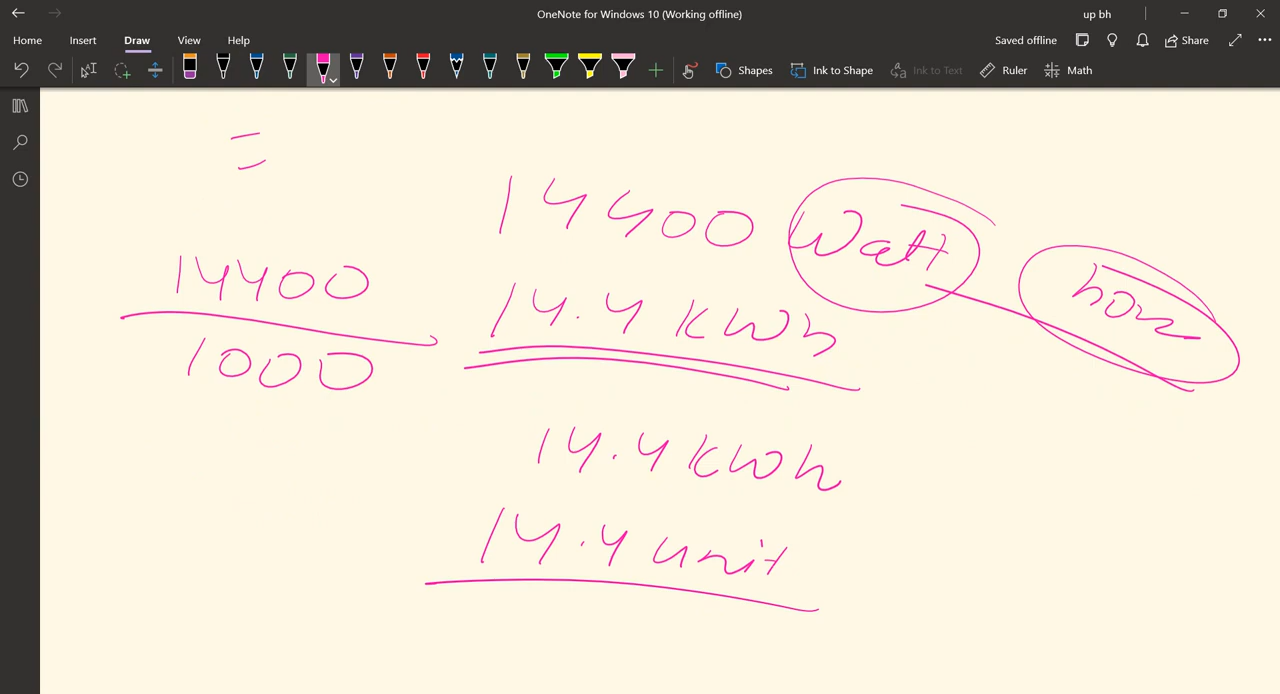 OneNote for Windows 10 (Working offline)
up bh
Home Insert Draw View Help
Saved offline
Share
Shapes
Ink to Shape
Ink to Text
Ruler
Math
=
14400 Watt hour
14400
1000
14.4 kWh
14.4 kWh
14.4 unit